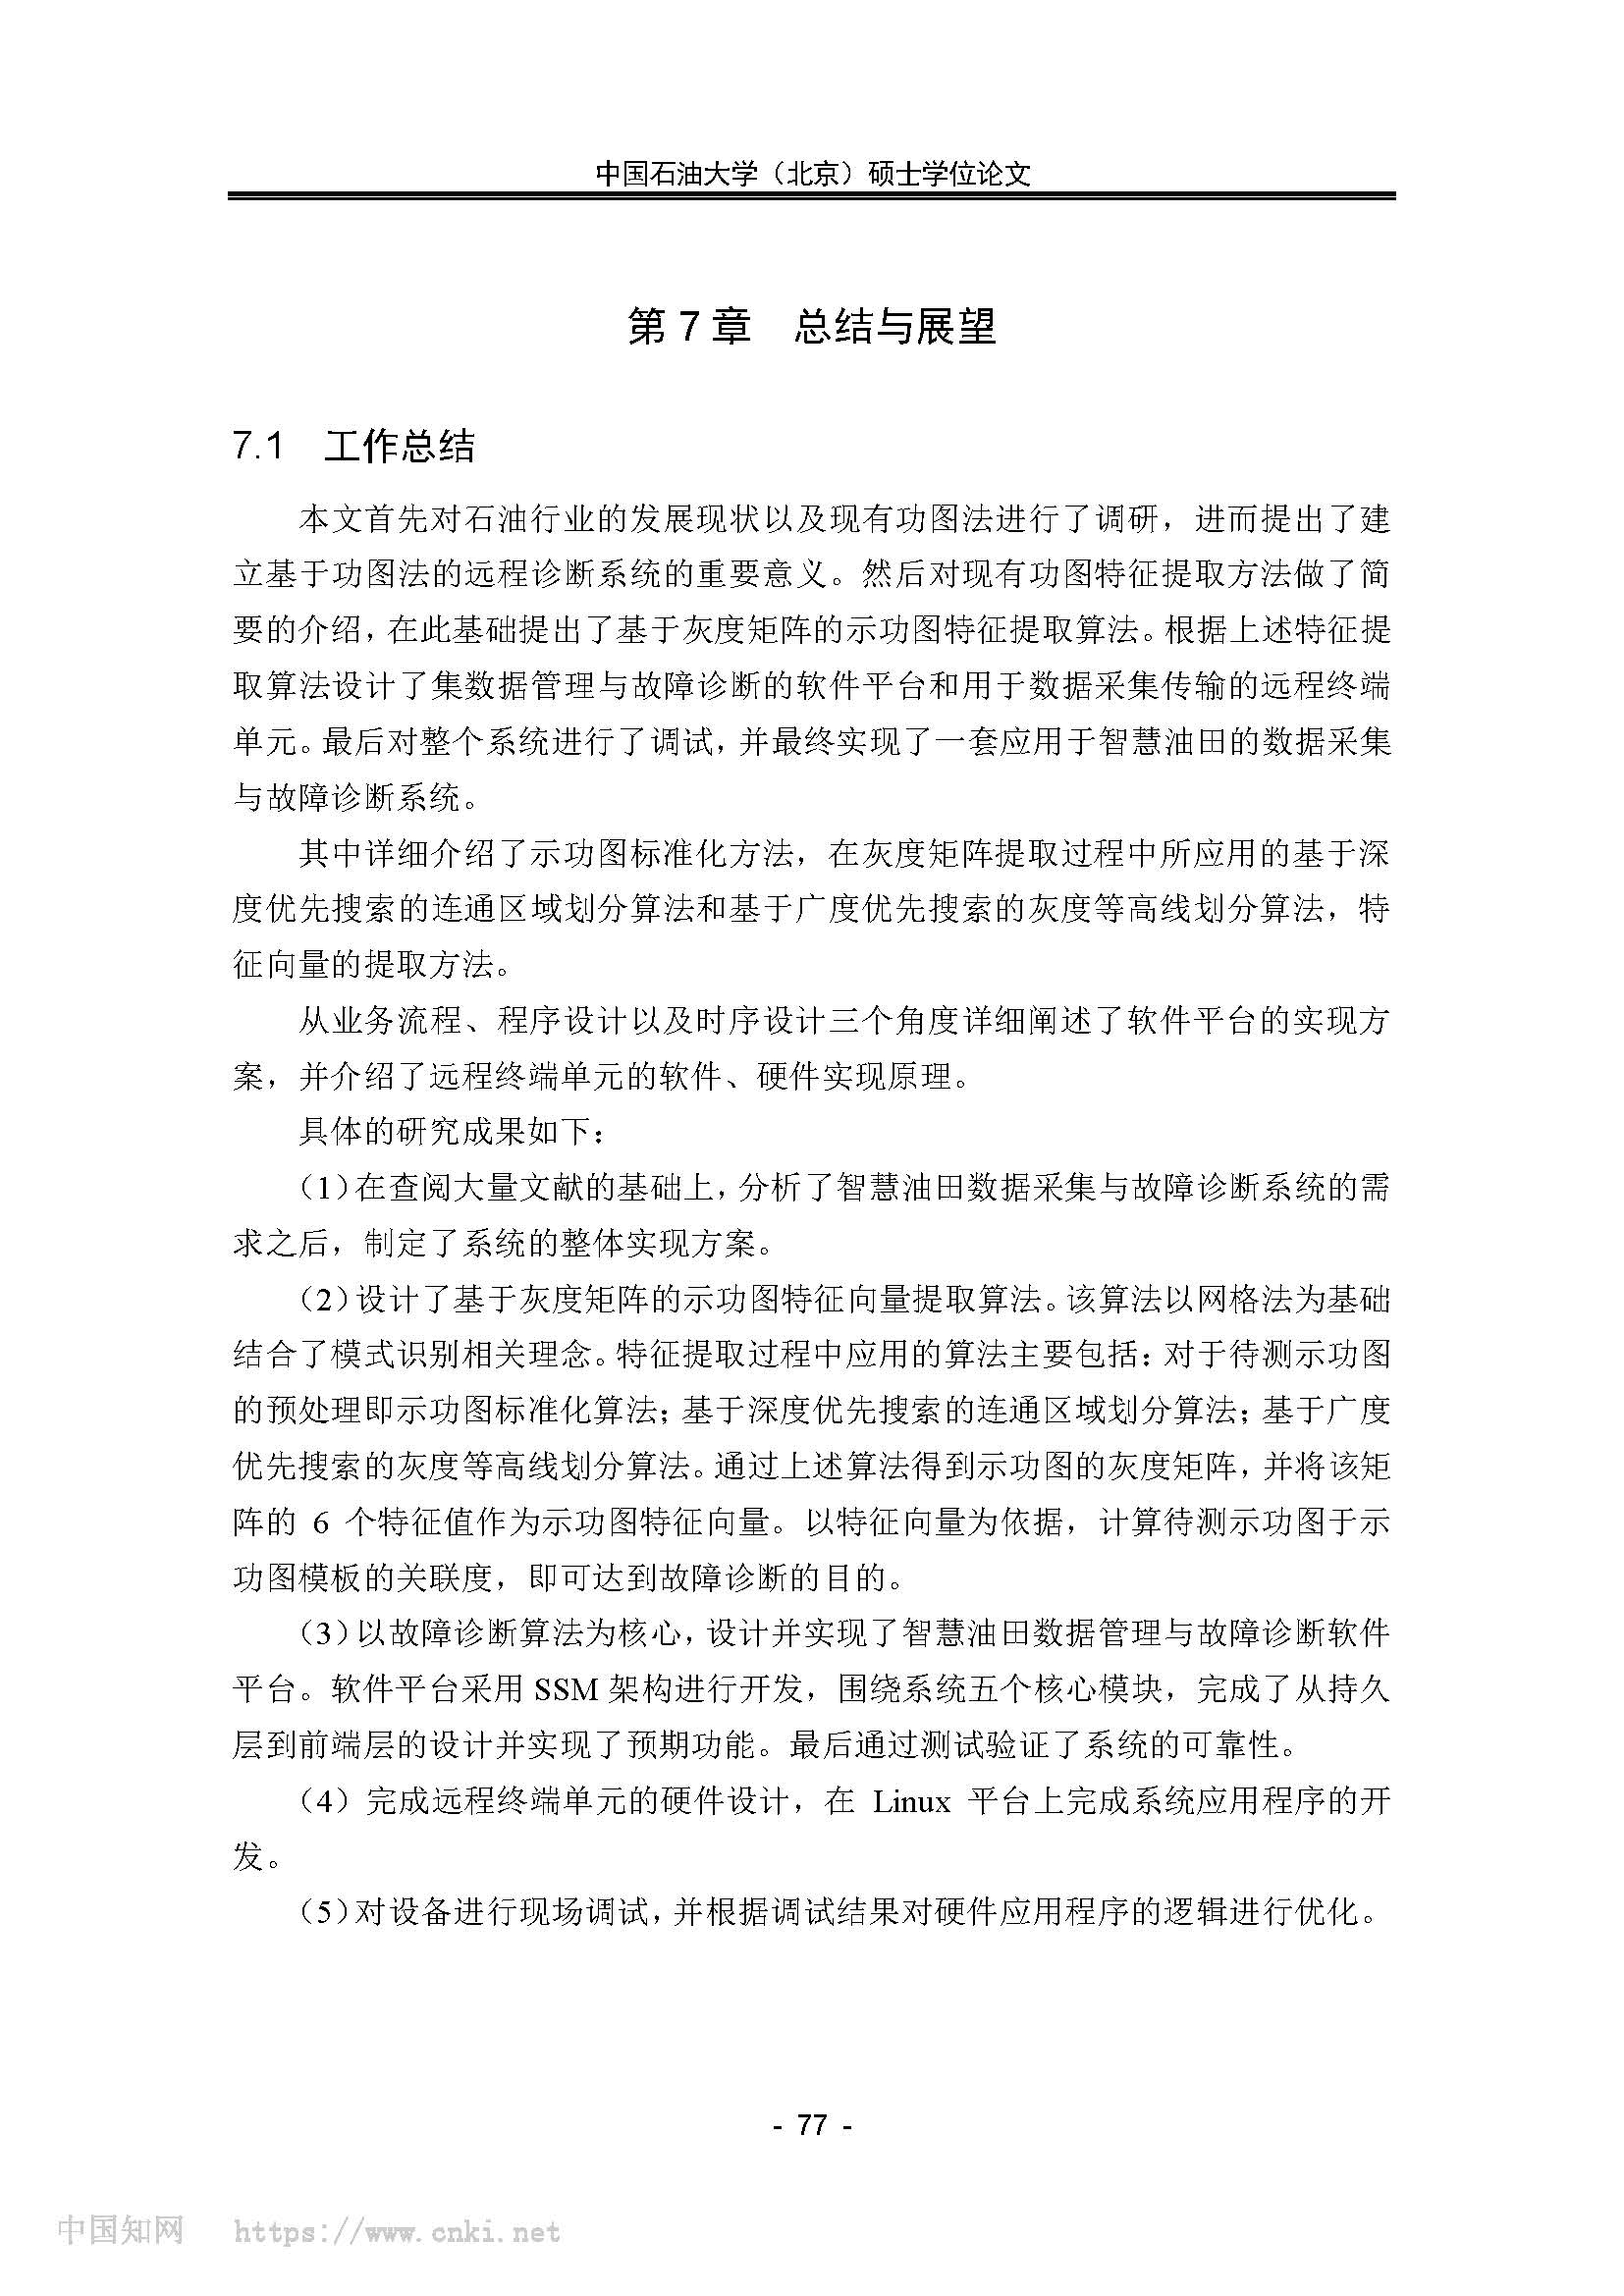 中国石油大学（北京）硕士学位论文
第 7 章　总结与展望
7.1　工作总结
本文首先对石油行业的发展现状以及现有功图法进行了调研，进而提出了建
立基于功图法的远程诊断系统的重要意义。然后对现有功图特征提取方法做了简
要的介绍，在此基础提出了基于灰度矩阵的示功图特征提取算法。根据上述特征提
取算法设计了集数据管理与故障诊断的软件平台和用于数据采集传输的远程终端
单元。最后对整个系统进行了调试，并最终实现了一套应用于智慧油田的数据采集
与故障诊断系统。
其中详细介绍了示功图标准化方法，在灰度矩阵提取过程中所应用的基于深
度优先搜索的连通区域划分算法和基于广度优先搜索的灰度等高线划分算法，特
征向量的提取方法。
从业务流程、程序设计以及时序设计三个角度详细阐述了软件平台的实现方
案，并介绍了远程终端单元的软件、硬件实现原理。
具体的研究成果如下：
（1）在查阅大量文献的基础上，分析了智慧油田数据采集与故障诊断系统的需
求之后，制定了系统的整体实现方案。
（2）设计了基于灰度矩阵的示功图特征向量提取算法。该算法以网格法为基础
结合了模式识别相关理念。特征提取过程中应用的算法主要包括：对于待测示功图
的预处理即示功图标准化算法；基于深度优先搜索的连通区域划分算法；基于广度
优先搜索的灰度等高线划分算法。通过上述算法得到示功图的灰度矩阵，并将该矩
阵的 6 个特征值作为示功图特征向量。以特征向量为依据，计算待测示功图于示
功图模板的关联度，即可达到故障诊断的目的。
（3）以故障诊断算法为核心，设计并实现了智慧油田数据管理与故障诊断软件
平台。软件平台采用 SSM 架构进行开发，围绕系统五个核心模块，完成了从持久
层到前端层的设计并实现了预期功能。最后通过测试验证了系统的可靠性。
（4）完成远程终端单元的硬件设计，在 Linux 平台上完成系统应用程序的开
发。
（5）对设备进行现场调试，并根据调试结果对硬件应用程序的逻辑进行优化。
- 77 -
中国知网　https://www.cnki.net